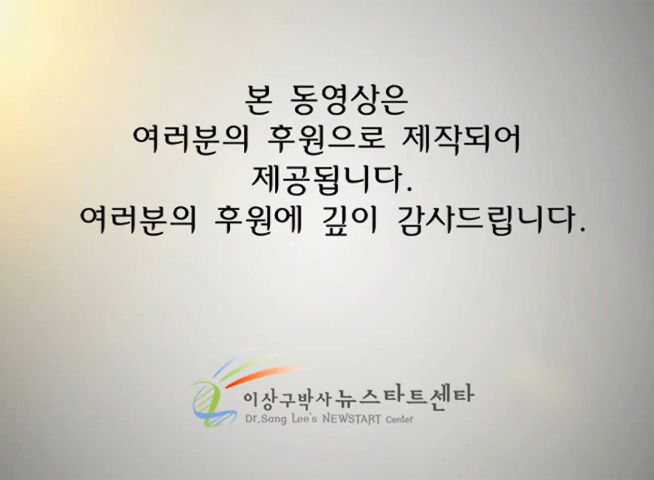 본 동영상은
여러분의 후원으로 제작되어
제공됩니다.
여러분의 후원에 깊이 감사드립니다.
이상구박사 뉴스타트센타
Dr.Sang Lee's NEWSTART Center